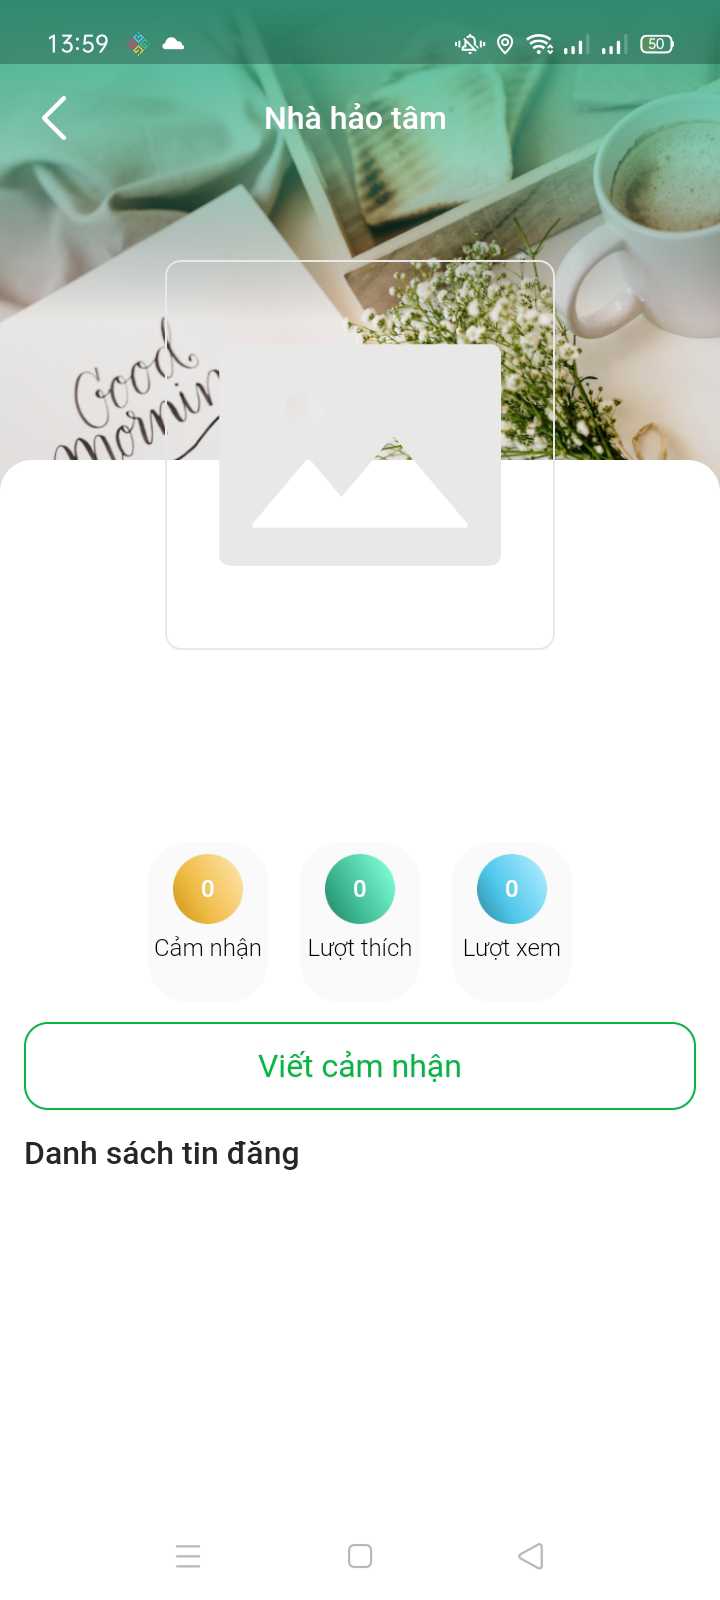 13:59
50
Nhà hảo tâm
Good
mornin
0
0
0
Cảm nhận
Lượt thích
Lượt xem
Viết cảm nhận
Danh sách tin đăng